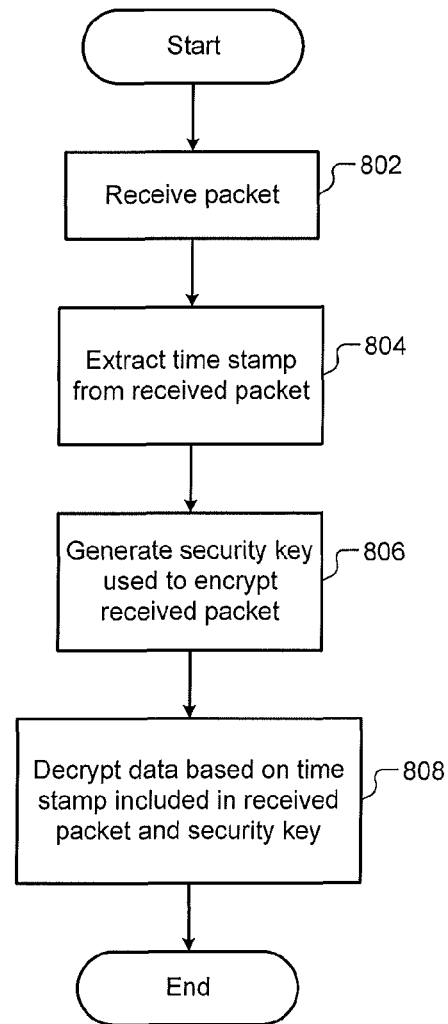 Start
Receive packet
802
Extract time stamp
from received packet
804
Generate security key
used to encrypt
received packet
806
Decrypt data based on time
stamp included in received
packet and security key
808
End